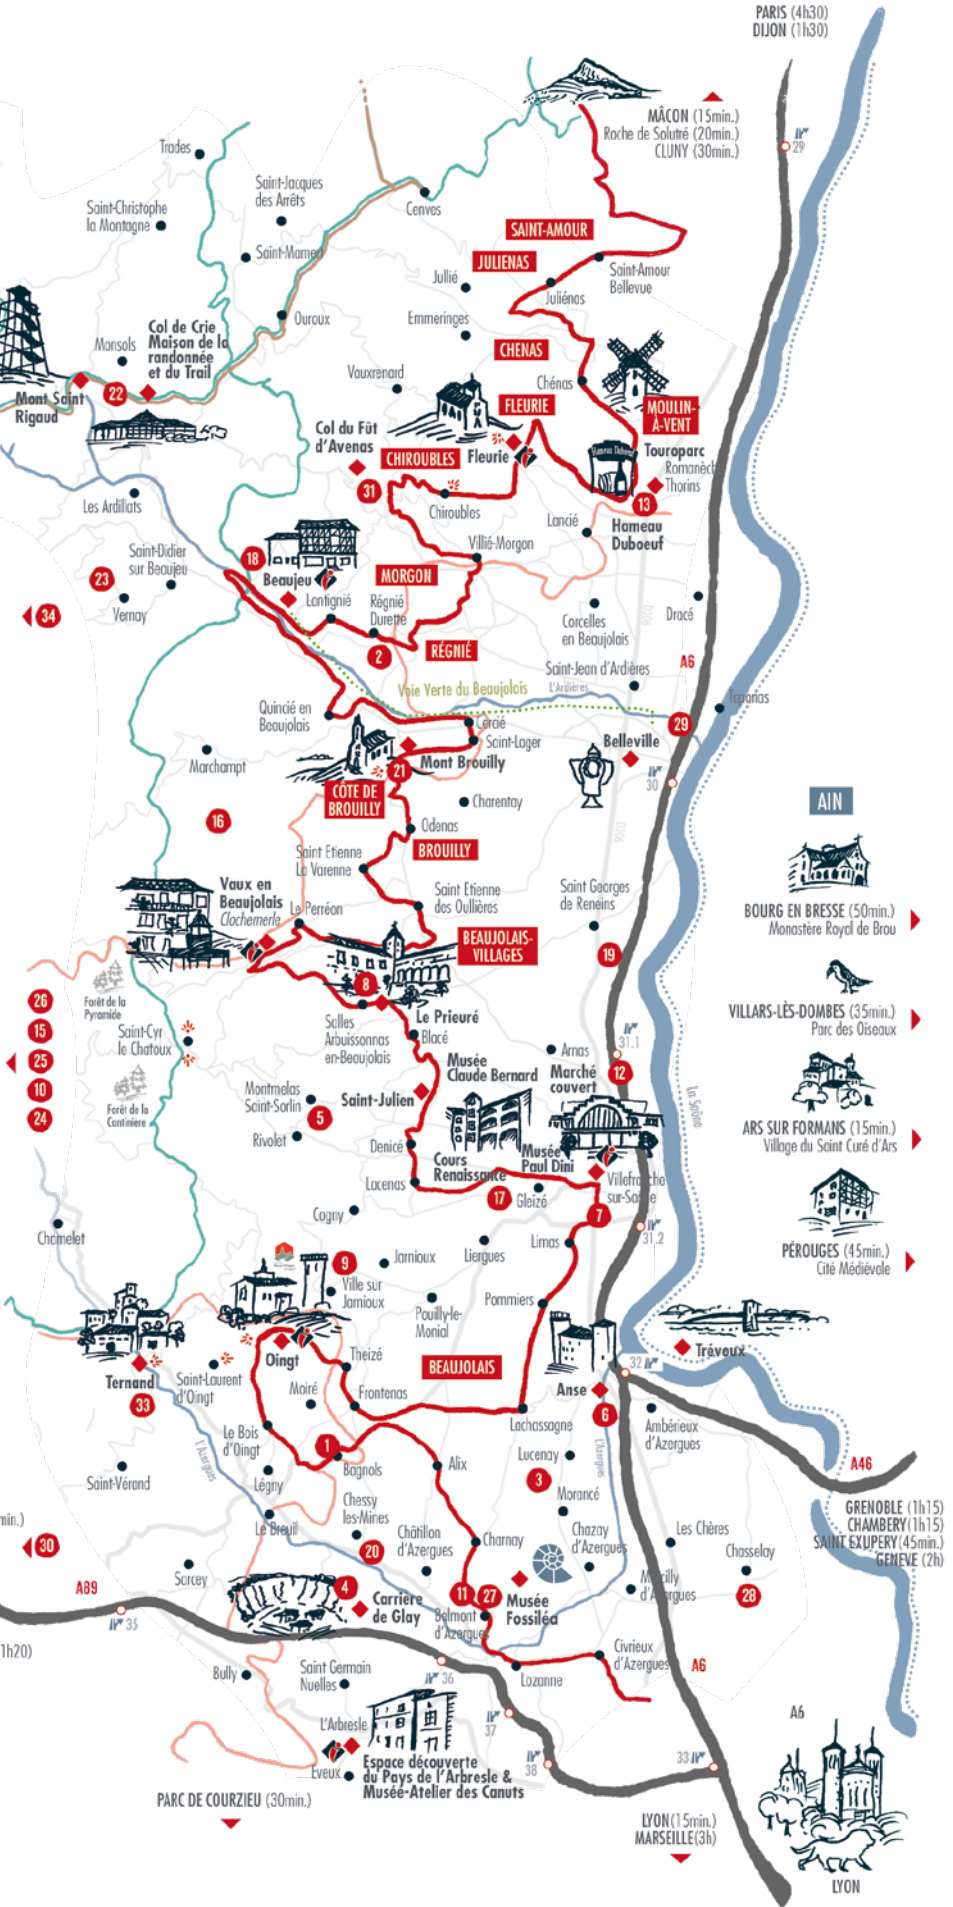 PARIS (4h30)
DIJON (1h30)
29
MÂCON (15min.)
Roche de Solutré (20min.)
CLUNY (30min.)
Trades
Saint-Jacques
des Arrêts
Cenves
Saint-Christophe
la Montagne
Saint-Mamert
SAINT-AMOUR
JULIENAS
Saint-Amour
Bellevue
Jullié
Juliénas
Ouroux
Emmeringes
Col de Crie
Maison de la
randonnée
et du Trail
Monsols
CHENAS
Vauxrenard
Chénas
Mont Saint
Rigaud
22
FLEURIE
MOULIN-
À-VENT
Col du Fût
d'Avenas
Fleurie
CHIROUBLES
Hameau Duboeuf
Touroparc
Romanèch
Thorins
31
13
Les Ardillats
Chiroubles
Lancié
Hameau
Duboeuf
Villié-Morgon
Saint-Didier
sur Beaujeu
18
Beaujeu
MORGON
23
Vernay
Lantignié
Régnié
Durette
34
Corcelles
en Beaujolais
Dracé
2
RÉGNIÉ
Saint-Jean d'Ardières
A6
Voie Verte du Beaujolais
L'Ardières
Taponas
Quincié en
Beaujolais
Cercié
29
Saint-Lager
Belleville
Marchampt
Mont Brouilly
21
30
CÔTE DE
BROUILLY
Charentay
AIN
16
Odenas
BROUILLY
Saint Etienne
La Varenne
Vaux en
Beaujolais
Clochemerle
Saint Etienne
des Oullières
Saint Georges
de Reneins
BOURG EN BRESSE (50min.)
Monastère Royal de Brou
Le Perréon
BEAUJOLAIS-
VILLAGES
19
8
Forêt de la
Pyramide
26
15
25
10
24
Saint-Cyr
le Chatoux
Salles
Arbuissonnas
en-Beaujolais
Le Prieuré
Blacé
VILLARS-LÈS-DOMBES (35min.)
Parc des Oiseaux
31.1
Arnas
12
Musée
Claude Bernard
Marché
couvert
Forêt de la
Cantinière
Montmelas
Saint-Sorlin
Saint-Julien
5
La Saône
ARS SUR FORMANS (15min.)
Village du Saint Curé d'Ars
Rivolet
Denicé
Cours
Renaissance
Musée
Paul Dini
Lacenas
17
Gleizé
Villefranche
sur-Saône
7
Cogny
31.2
Chamelet
Limas
Liergues
Jarnioux
9
PÉROUGES (45min.)
Cité Médiévale
Ville sur
Jarnioux
Pouilly-le-
Monial
Pommiers
Trévoux
Oingt
Theizé
BEAUJOLAIS
32
Ternand
Saint-Laurent
d'Oingt
Moiré
Frontenas
Anse
33
6
Lachassagne
Ambérieux
d'Azergues
Le Bois
d'Oingt
1
L'Azergues
Bagnols
Alix
Lucenay
L'Azergues
A46
Saint-Vérand
Légny
3
Morancé
GRENOBLE (1h15)
CHAMBERY(1h15)
SAINT EXUPERY(45min.)
GENEVE (2h)
Chessy
les-Mines
Le Breuil
min.)
30
20
Châtillon
d'Azergues
Charnay
Chazay
d'Azergues
Les Chères
Chasselay
Sarcey
A89
4
Carrière
de Glay
11
27
Musée
Fossiléa
Marcilly
d'Azergues
28
35
Belmont
d'Azergues
1h20)
Civrieux
d'Azergues
A6
Bully
Saint Germain
Nuelles
36
Lozanne
A6
L'Arbresle
37
33
38
Eveux
Espace découverte
du Pays de l'Arbresle &
Musée-Atelier des Canuts
PARC DE COURZIEU (30min.)
LYON(15min.)
MARSEILLE(3h)
LYON